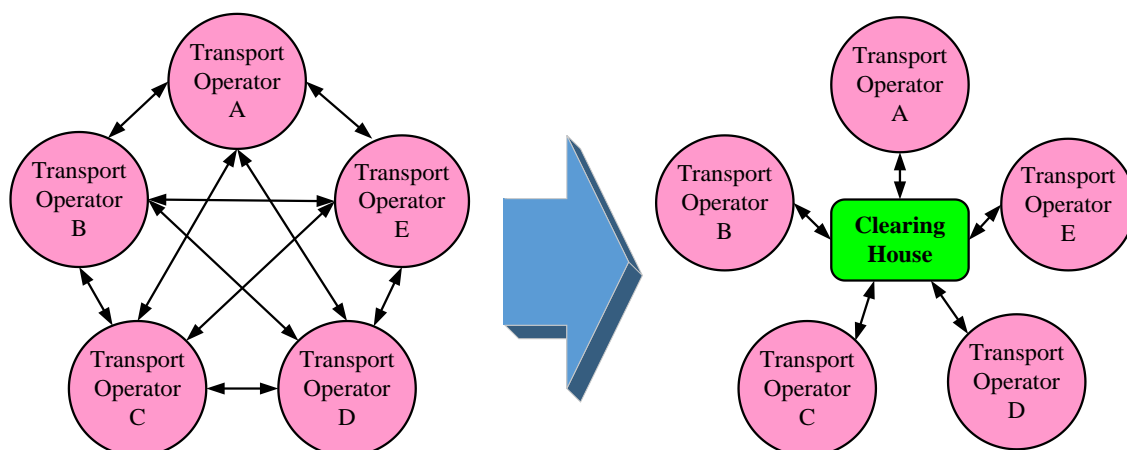 Transport
Operator
A
Transport
Operator
B
Transport
Operator
E
Transport
Operator
C
Transport
Operator
D
Transport
Operator
A
Transport
Operator
B
Clearing
House
Transport
Operator
E
Transport
Operator
C
Transport
Operator
D